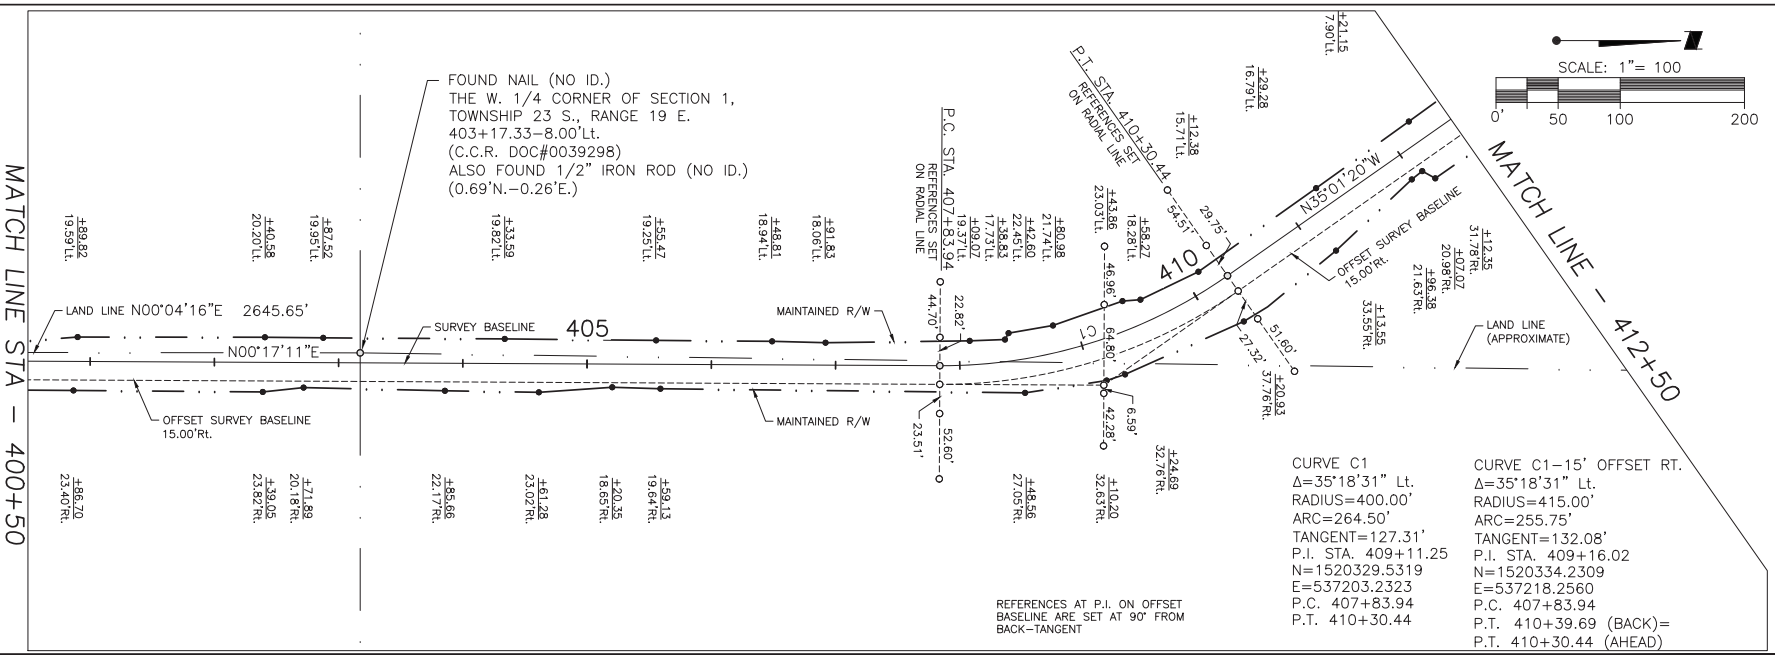 MATCH LINE STA - 400+50
FOUND NAIL (NO ID.)
THE W. 1/4 CORNER OF SECTION 1,
TOWNSHIP 23 S., RANGE 19 E.
403+17.33-8.00'Lt.
(C.C.R. DOC#0039298)
ALSO FOUND 1/2" IRON ROD (NO ID.)
(0.69'N.-0.26'E.)
+89.82
19.59'Lt.
+40.58
20.20'Lt.
+87.52
19.95'Lt.
+33.59
19.82'Lt.
+55.47
19.25'Lt.
+48.81
18.94'Lt.
+91.83
18.06'Lt.
P.C. STA. 407+83.94
REFERENCES SET
ON RADIAL LINE
+09.07
19.37'Lt.
+38.83
17.73'Lt.
+42.60
22.45'Lt.
+80.98
21.74'Lt.
+43.86
23.03'Lt.
+58.27
18.28'Lt.
P.T. STA. 410+30.44
REFERENCES SET
ON RADIAL LINE
+12.38
15.71'Lt.
+29.28
16.79'Lt.
+21.15
7.90'Lt.
SCALE: 1"= 100
0' 50 100 200
MATCH LINE - 412+50
LAND LINE N00°04'16"E 2645.65'
N00°17'11"E
SURVEY BASELINE
405
MAINTAINED R/W
44.70'
22.82'
46.96'
64.80'
C1
410
54.51'
29.75'
N35°01'20"W
OFFSET SURVEY BASELINE
15.00'Rt.
+12.35
31.78'Rt.
+07.07
20.98'Rt.
+96.38
21.63'Rt.
+13.55
33.55'Rt.
LAND LINE
(APPROXIMATE)
51.60'
27.32'
+20.93
37.76'Rt.
OFFSET SURVEY BASELINE
15.00'Rt.
MAINTAINED R/W
23.51'
52.60'
6.59'
42.28'
+86.70
23.40'Rt.
+39.05
23.82'Rt.
+71.89
20.18'Rt.
+85.66
22.17'Rt.
+61.28
23.02'Rt.
+20.35
18.65'Rt.
+59.13
19.64'Rt.
+48.56
27.05'Rt.
+10.20
32.63'Rt.
+24.69
32.76'Rt.
REFERENCES AT P.I. ON OFFSET
BASELINE ARE SET AT 90° FROM
BACK-TANGENT
CURVE C1
Δ=35°18'31" Lt.
RADIUS=400.00'
ARC=264.50'
TANGENT=127.31'
P.I. STA. 409+11.25
N=1520329.5319
E=537203.2323
P.C. 407+83.94
P.T. 410+30.44
CURVE C1-15' OFFSET RT.
Δ=35°18'31" Lt.
RADIUS=415.00'
ARC=255.75'
TANGENT=132.08'
P.I. STA. 409+16.02
N=1520334.2309
E=537218.2560
P.C. 407+83.94
P.T. 410+39.69 (BACK)=
P.T. 410+30.44 (AHEAD)